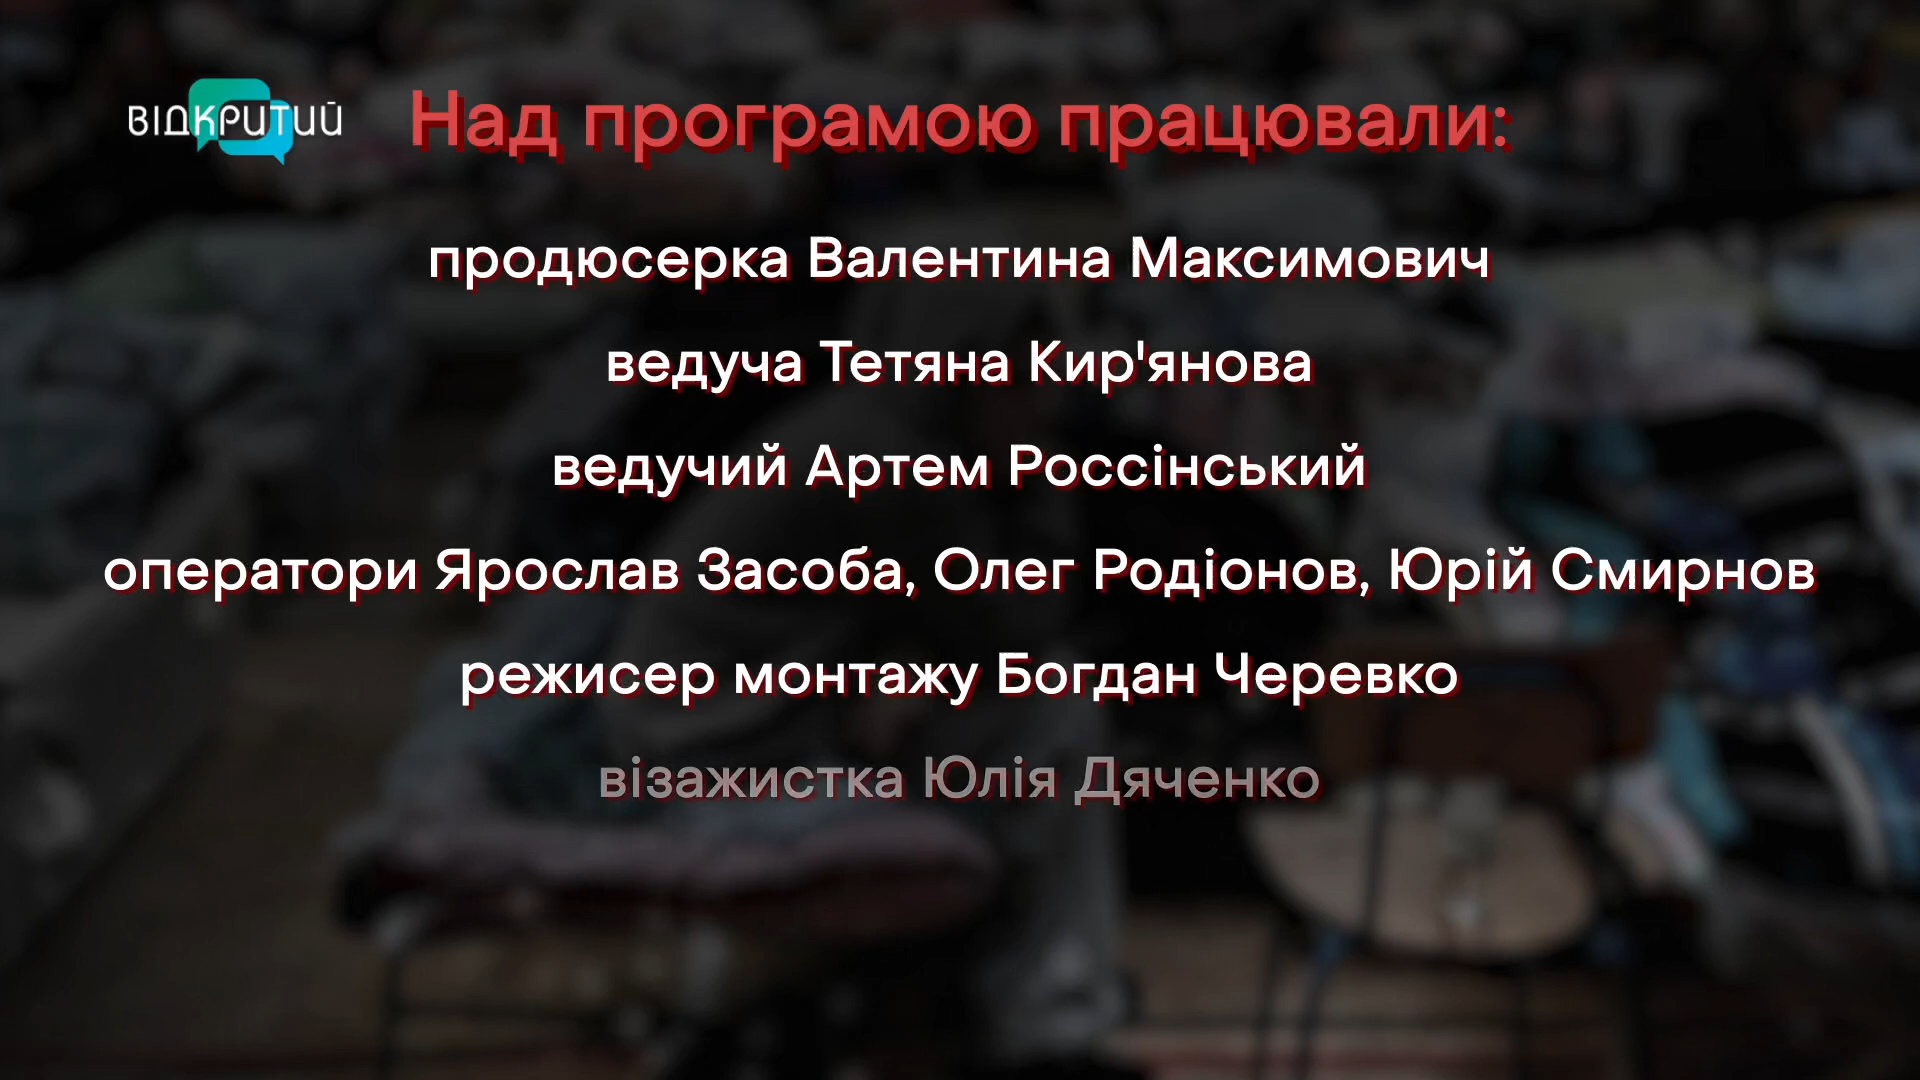 ВІДКРИТИЙ
Над програмою працювали:
продюсерка Валентина Максимович
ведуча Тетяна Кир'янова
ведучий Артем Россінський
оператори Ярослав Засоба, Олег Родіонов, Юрій Смирнов
режисер монтажу Богдан Черевко
візажистка Юлія Дяченко